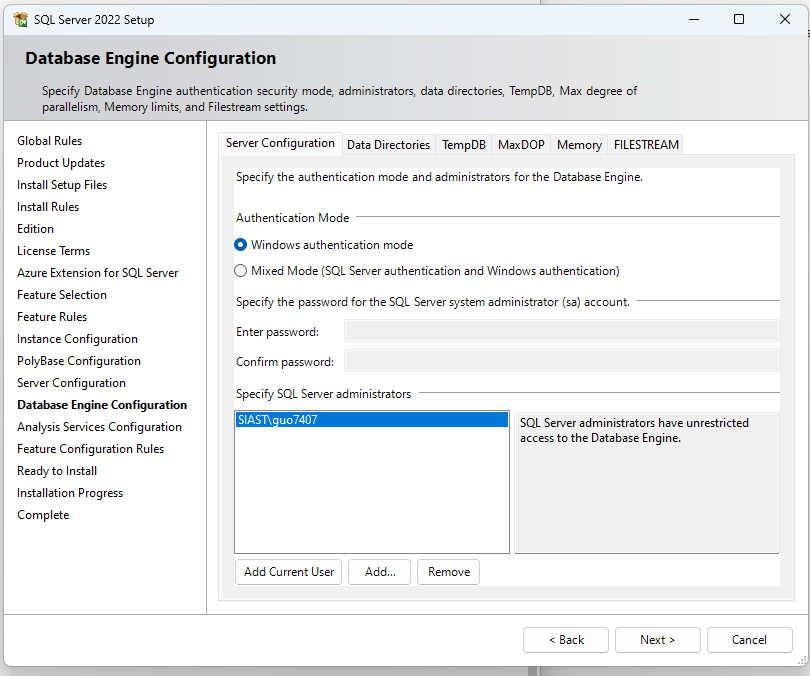 SQL Server 2022 Setup
Database Engine Configuration
Specify Database Engine authentication security mode, administrators, data directories, TempDB, Max degree of
parallelism, Memory limits, and Filestream settings.
Global Rules
Product Updates
Install Setup Files
Install Rules
Edition
License Terms
Azure Extension for SQL Server
Feature Selection
Feature Rules
Instance Configuration
PolyBase Configuration
Server Configuration
Database Engine Configuration
Analysis Services Configuration
Feature Configuration Rules
Ready to Install
Installation Progress
Complete
Server Configuration Data Directories TempDB MaxDOP Memory FILESTREAM
Specify the authentication mode and administrators for the Database Engine.
Authentication Mode
Windows authentication mode
Mixed Mode (SQL Server authentication and Windows authentication)
Specify the password for the SQL Server system administrator (sa) account.
Enter password:
Confirm password:
Specify SQL Server administrators
SIAST\guo7407
SQL Server administrators have unrestricted
access to the Database Engine.
Add Current User Add... Remove
< Back Next > Cancel